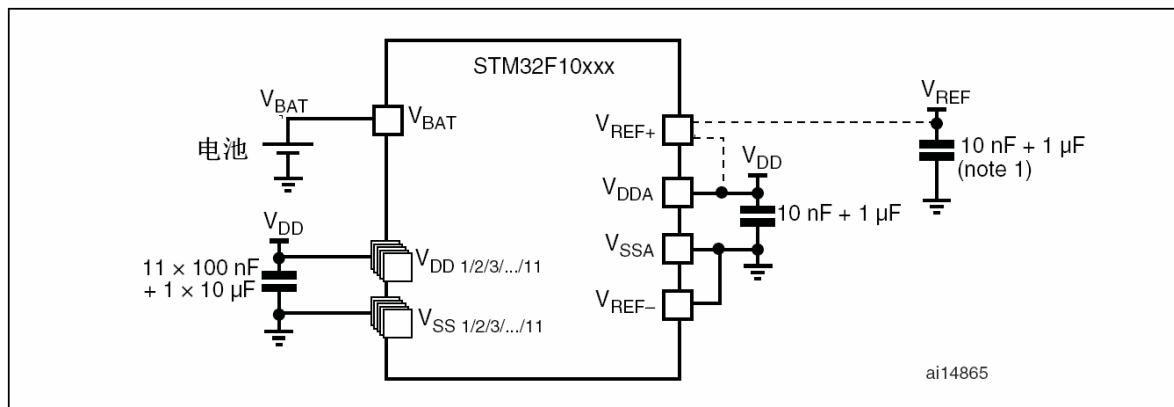 STM32F10xxx
VBAT
VBAT
电池
VDD
11 × 100 nF
+ 1 × 10 µF
VDD 1/2/3/.../11
VSS 1/2/3/.../11
VREF+
VDDA
VSSA
VREF–
VDD
10 nF + 1 µF
VREF
10 nF + 1 µF
(note 1)
ai14865